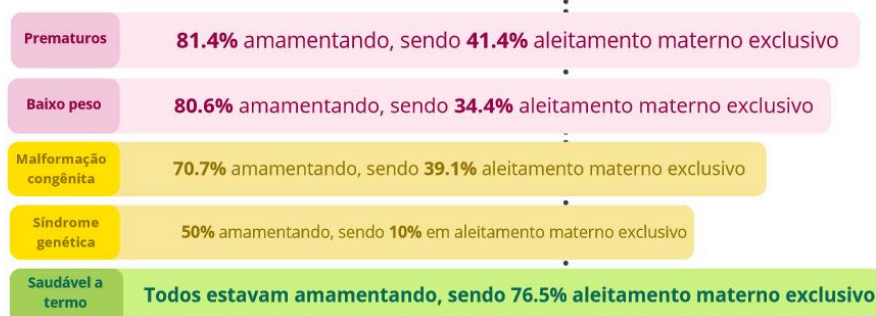 Prematuros
81.4% amamentando, sendo 41.4% aleitamento materno exclusivo
Baixo peso
80.6% amamentando, sendo 34.4% aleitamento materno exclusivo
Malformação
congênita
70.7% amamentando, sendo 39.1% aleitamento materno exclusivo
Síndrome
genética
50% amamentando, sendo 10% em aleitamento materno exclusivo
Saudável a
termo
Todos estavam amamentando, sendo 76.5% aleitamento materno exclusivo